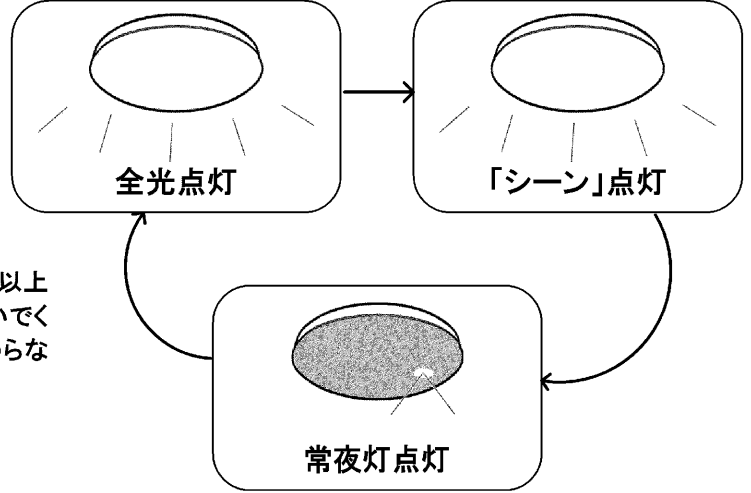 全光点灯
「シーン」点灯
以上
いでく
らな
常夜灯点灯